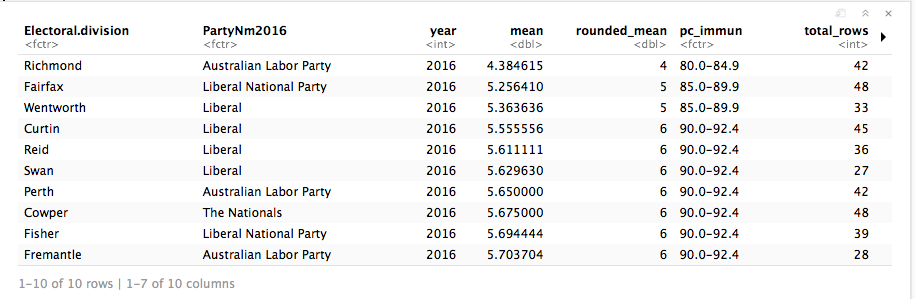 Electoral.division PartyNm2016 year mean rounded_mean pc_immun total_rows
<fctr> <fctr> <int> <dbl> <dbl> <fctr> <int>
Richmond Australian Labor Party 2016 4.384615 4 80.0-84.9 42
Fairfax Liberal National Party 2016 5.256410 5 85.0-89.9 48
Wentworth Liberal 2016 5.363636 5 85.0-89.9 33
Curtin Liberal 2016 5.555556 6 90.0-92.4 45
Reid Liberal 2016 5.611111 6 90.0-92.4 36
Swan Liberal 2016 5.629630 6 90.0-92.4 27
Perth Australian Labor Party 2016 5.650000 6 90.0-92.4 42
Cowper The Nationals 2016 5.675000 6 90.0-92.4 48
Fisher Liberal National Party 2016 5.694444 6 90.0-92.4 39
Fremantle Australian Labor Party 2016 5.703704 6 90.0-92.4 28
1-10 of 10 rows | 1-7 of 10 columns